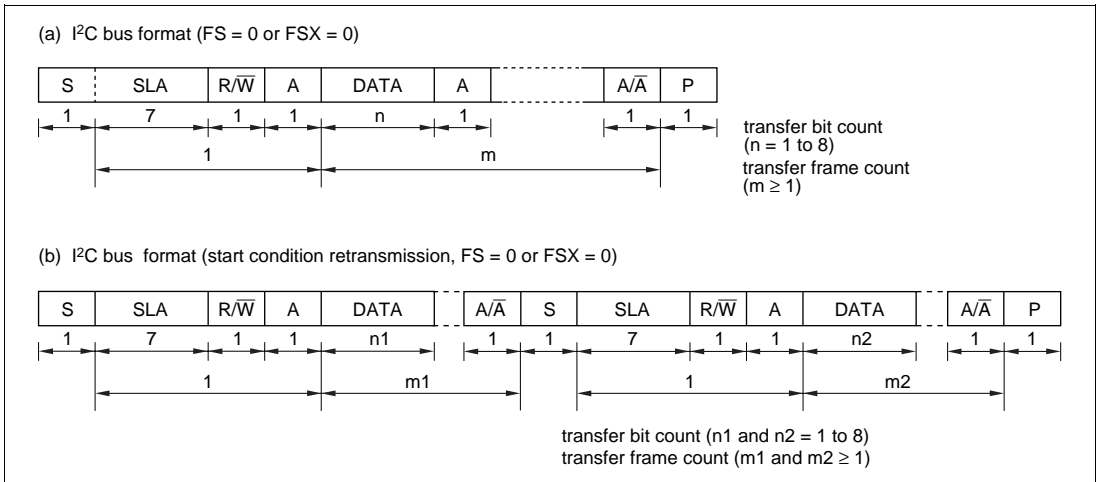 (a) I²C bus format (FS = 0 or FSX = 0)
S SLA R/W̅ A DATA A A/A̅ P
1 7 1 1 n 1 1 1
1 m
transfer bit count
(n = 1 to 8)
transfer frame count
(m ≥ 1)
(b) I²C bus format (start condition retransmission, FS = 0 or FSX = 0)
S SLA R/W̅ A DATA A/A̅ S SLA R/W̅ A DATA A/A̅ P
1 7 1 1 n1 1 1 7 1 1 n2 1 1
1 m1 1 m2
transfer bit count (n1 and n2 = 1 to 8)
transfer frame count (m1 and m2 ≥ 1)